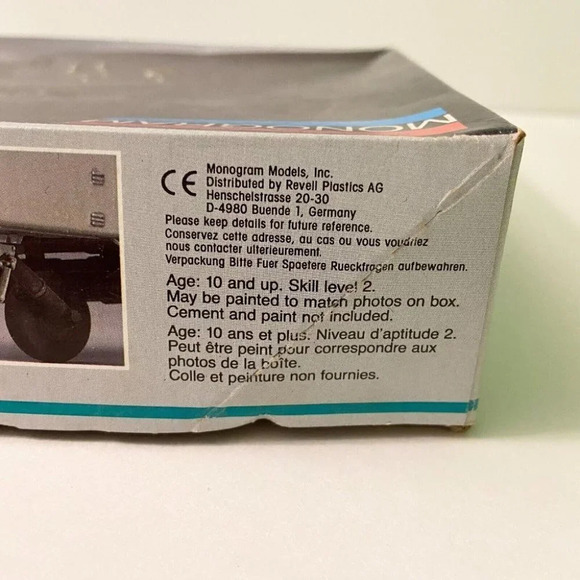 MONOGRAM
CE
Monogram Models, Inc.
Distributed by Revell Plastics AG
Henschelstrasse 20-30
D-4980 Buende 1, Germany
Please keep details for future reference.
Conservez cette adresse, au cas ou vous voudriez
nous contacter ulterieurement.
Verpackung Bitte Fuer Spaetere Rueckfragen aufbewahren.
Age: 10 and up. Skill level 2.
May be painted to match photos on box.
Cement and paint not included.
Age: 10 ans et plus. Niveau d'aptitude 2.
Peut être peint pour correspondre aux
photos de la boîte.
Colle et peinture non fournies.